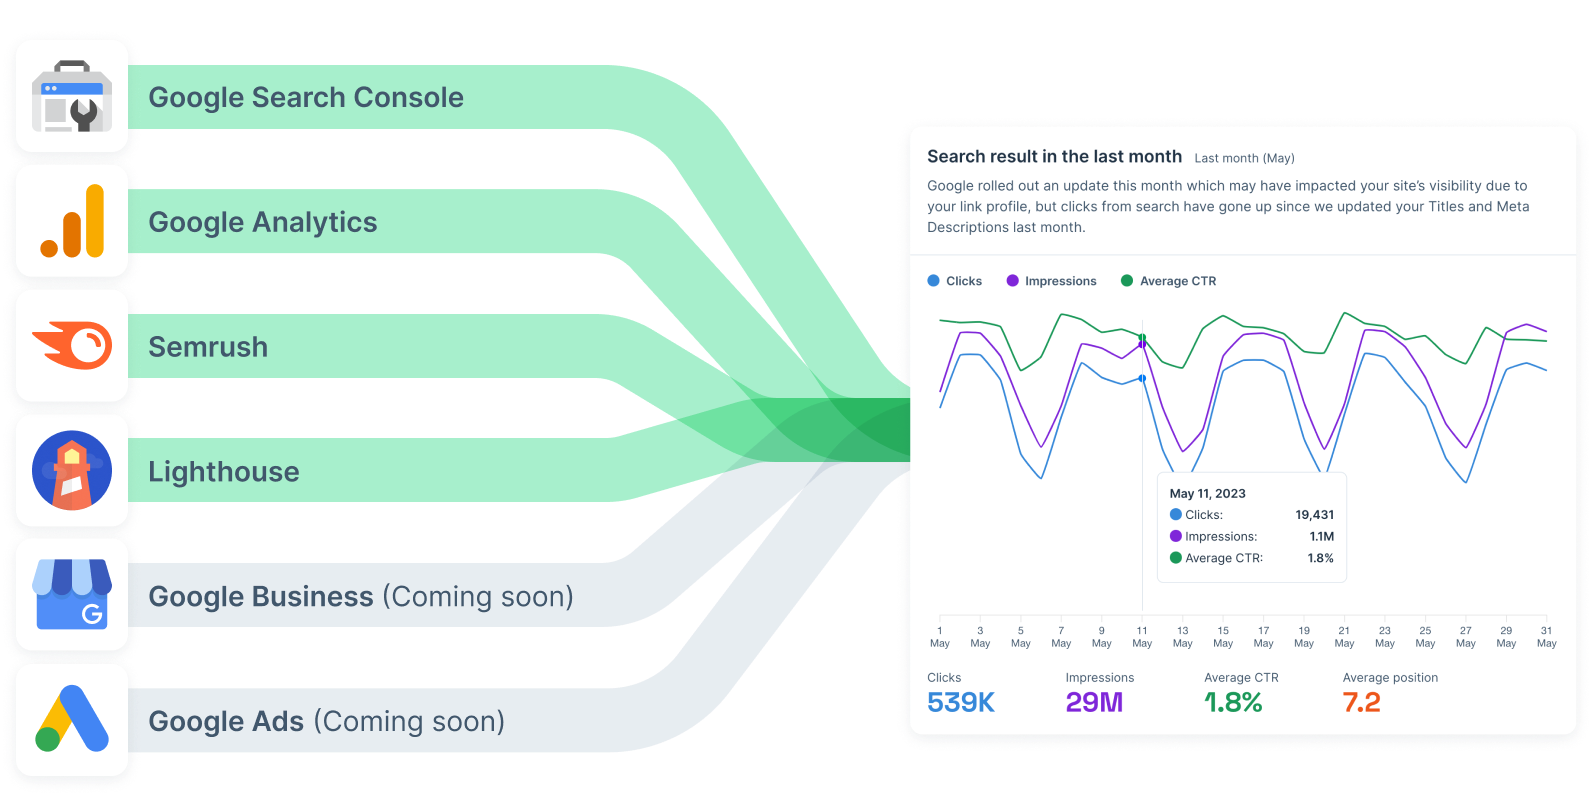 Google Search Console
Google Analytics
Semrush
Lighthouse
Google Business (Coming soon)
Google Ads (Coming soon)
Search result in the last month Last month (May)
Google rolled out an update this month which may have impacted your site's visibility due to
your link profile, but clicks from search have gone up since we updated your Titles and Meta
Descriptions last month.
Clicks Impressions Average CTR
May 11, 2023
Clicks: 19,431
Impressions: 1.1M
Average CTR: 1.8%
1 3 5 7 9 11 13 15 17 19 21 23 25 27 29 31
May May May May May May May May May May May May May May May May
Clicks Impressions Average CTR Average position
539K 29M 1.8% 7.2